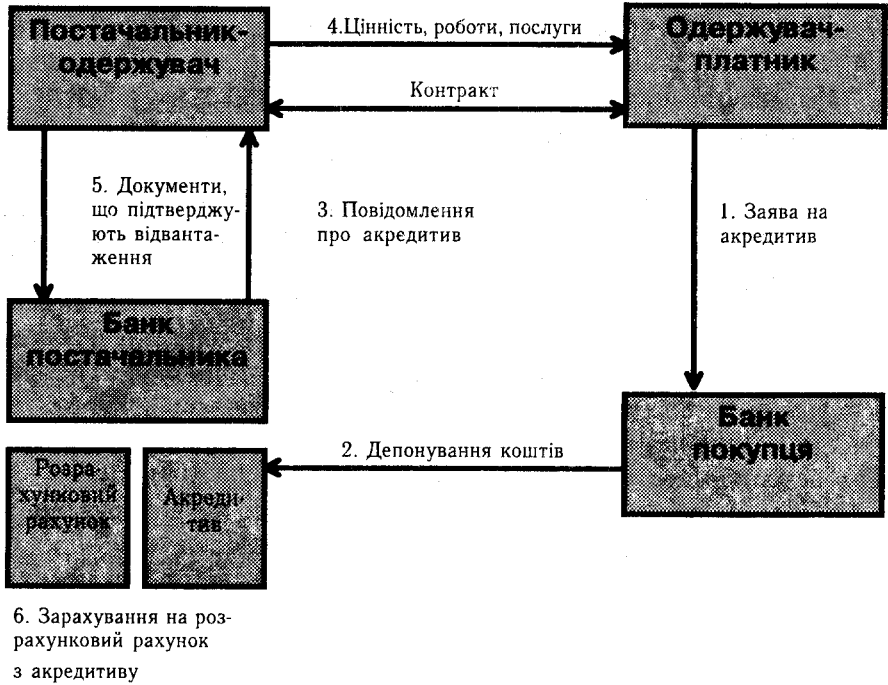 Постачальник-
одержувач
4.Цінність, роботи, послуги
Одержувач-
платник
Контракт
5. Документи,
що підтверджу-
ють відванта-
ження
3. Повідомлення
про акредитив
1. Заява на
акредитив
Банк
постачальника
Банк
покупця
2. Депонування коштів
Розра-
хунковий
рахунок
Акреди-
тив
6. Зарахування на роз-
рахунковий рахунок
з акредитиву